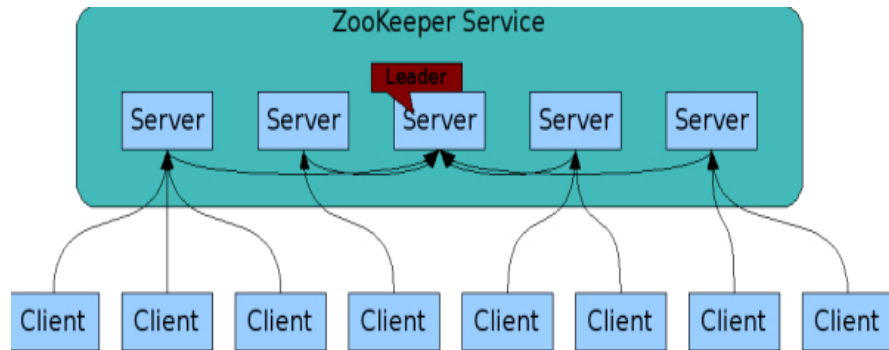 ZooKeeper Service
Leader
Server Server Server Server Server
Client Client Client Client Client Client Client Client